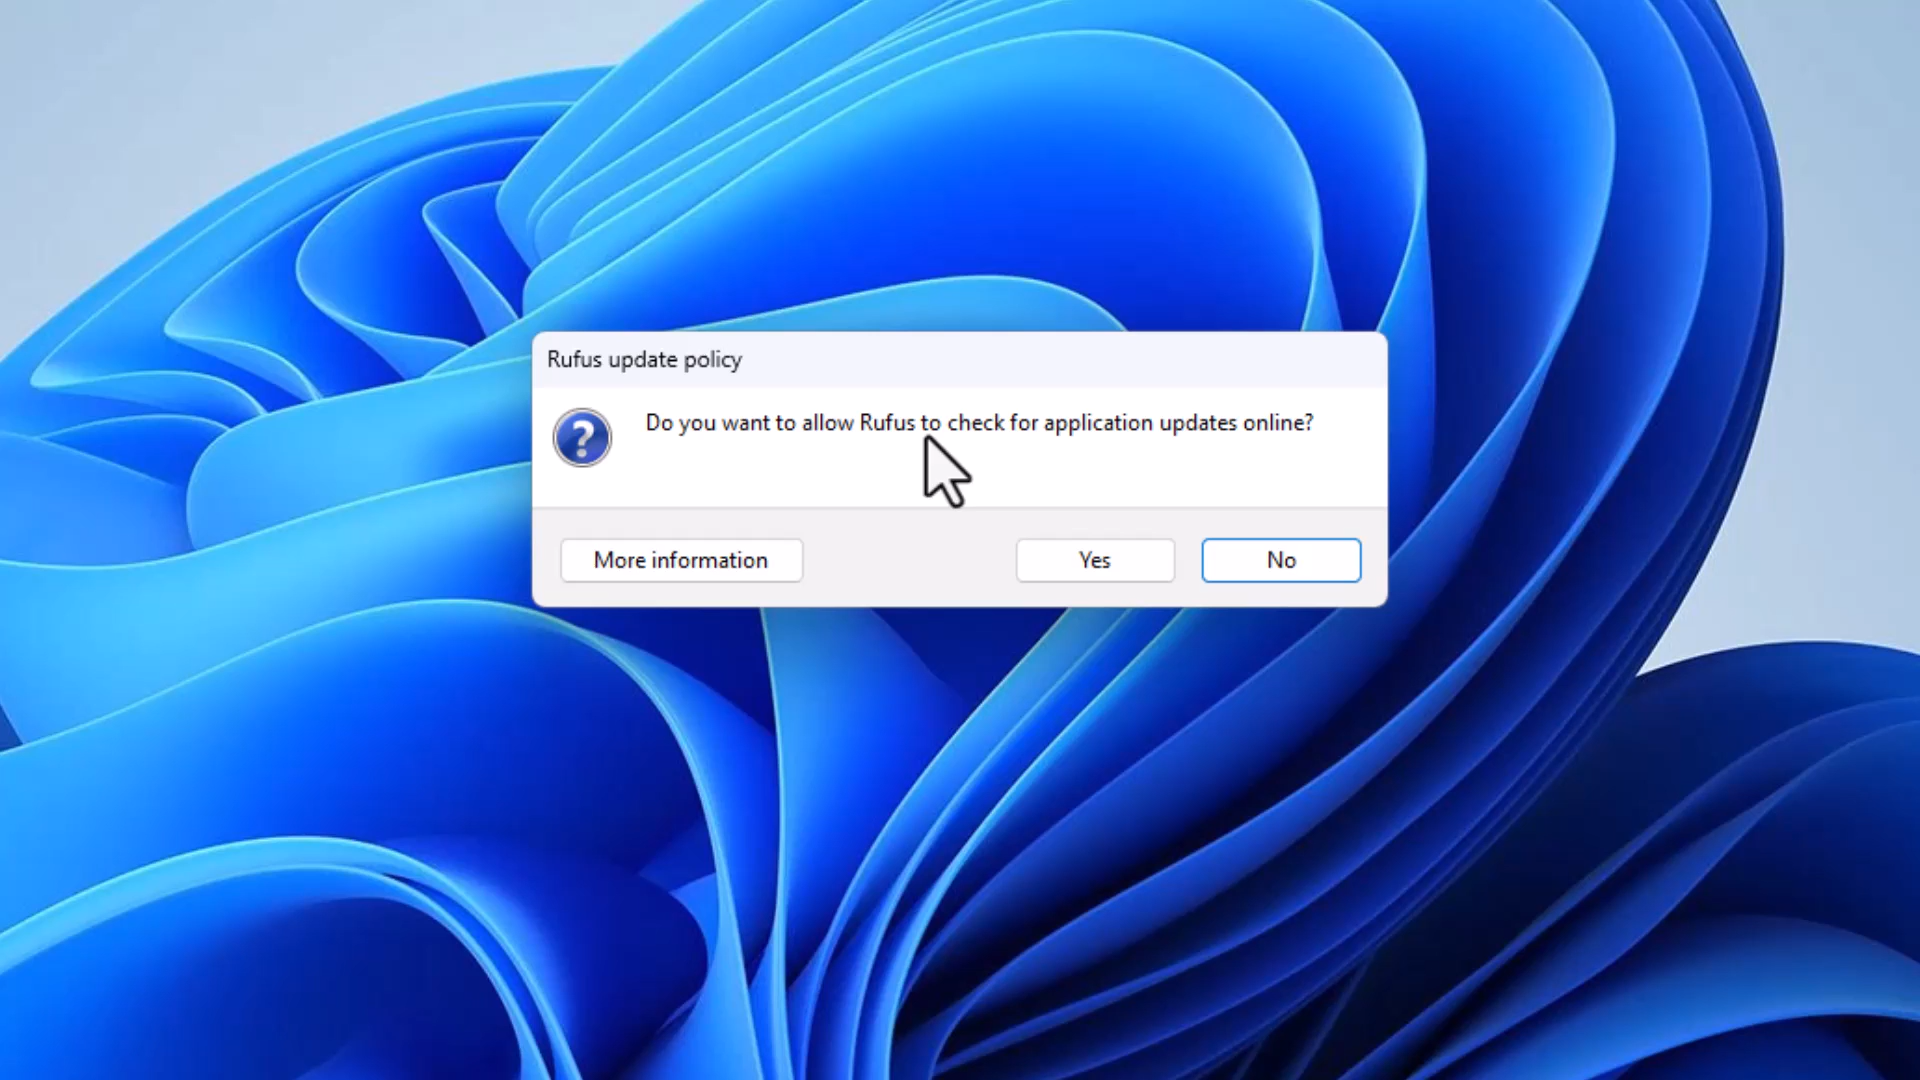 Rufus update policy
?
Do you want to allow Rufus to check for application updates online?
More information
Yes
No